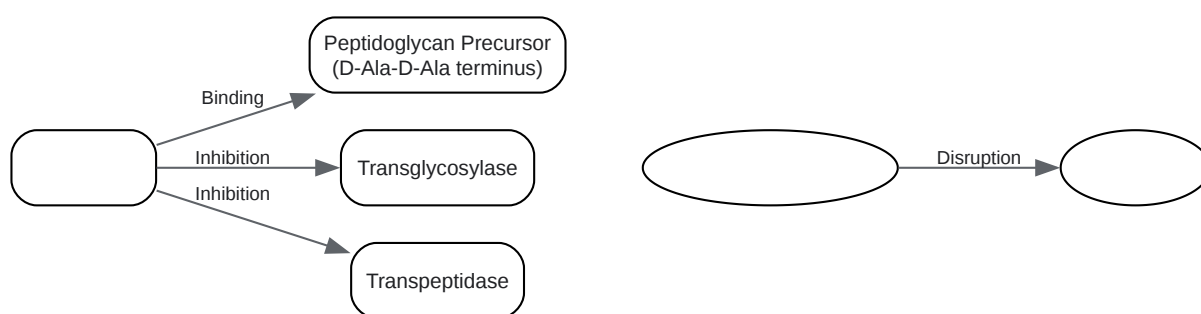 Peptidoglycan Precursor
(D-Ala-D-Ala terminus)
Binding
Inhibition
Transglycosylase
Inhibition
Transpeptidase
Disruption